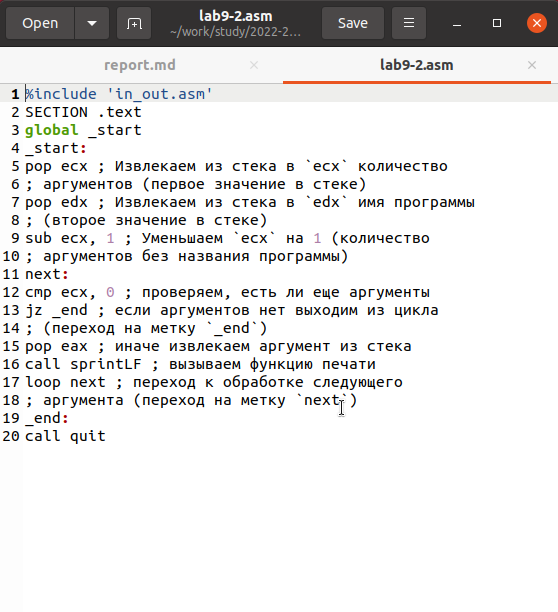 Open
lab9-2.asm
~/work/study/2022-2...
Save
report.md
lab9-2.asm
1 %include 'in_out.asm'
2 SECTION .text
3 global _start
4 _start:
5 pop ecx ; Извлекаем из стека в `ecx` количество
6 ; аргументов (первое значение в стеке)
7 pop edx ; Извлекаем из стека в `edx` имя программы
8 ; (второе значение в стеке)
9 sub ecx, 1 ; Уменьшаем `ecx` на 1 (количество
10 ; аргументов без названия программы)
11 next:
12 cmp ecx, 0 ; проверяем, есть ли еще аргументы
13 jz _end ; если аргументов нет выходим из цикла
14 ; (переход на метку `_end`)
15 pop eax ; иначе извлекаем аргумент из стека
16 call sprintLF ; вызываем функцию печати
17 loop next ; переход к обработке следующего
18 ; аргумента (переход на метку `next`)
19 _end:
20 call quit